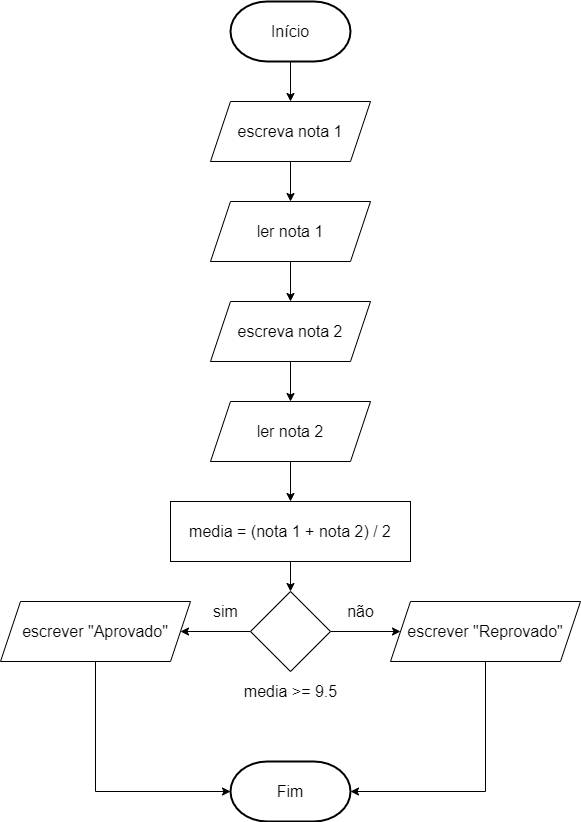 Início
escreva nota 1
ler nota 1
escreva nota 2
ler nota 2
media = (nota 1 + nota 2) / 2
sim
não
escrever "Aprovado"
escrever "Reprovado"
media >= 9.5
Fim